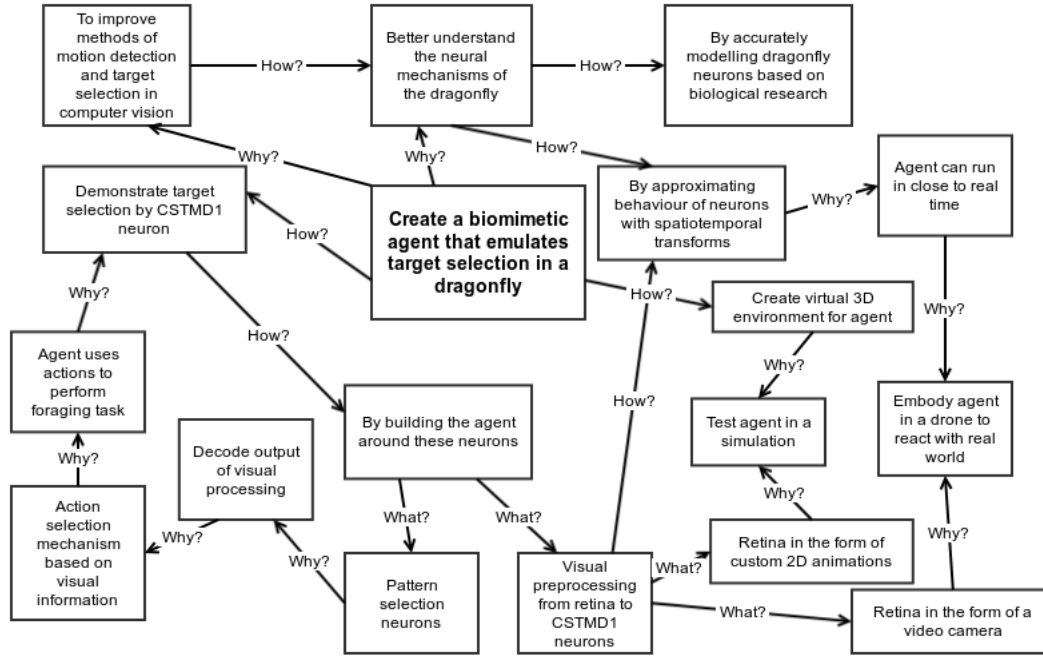 To improve
methods of
motion detection
and target
selection in
computer vision
How?
Better understand
the neural
mechanisms of
the dragonfly
How?
By accurately
modelling dragonfly
neurons based on
biological research
Why?
Why?
How?
Demonstrate target
selection by CSTMD1
neuron
How?
Create a biomimetic
agent that emulates
target selection in a
dragonfly
By approximating
behaviour of neurons
with spatiotemporal
transforms
Why?
Agent can run
in close to real
time
How?
Create virtual 3D
environment for agent
Why?
Why?
How?
Agent uses
actions to
perform
foraging task
Why?
How?
Why?
Test agent in a
simulation
Embody agent
in a drone to
react with real
world
By building the agent
around these neurons
Decode output
of visual
processing
Why?
Action
selection
mechanism
based on
visual
information
Why?
Why?
What?
What?
Pattern
selection
neurons
Visual
preprocessing
from retina to
CSTMD1
neurons
What?
Why?
Retina in the form of
custom 2D animations
What?
Why?
Retina in the form of a
video camera